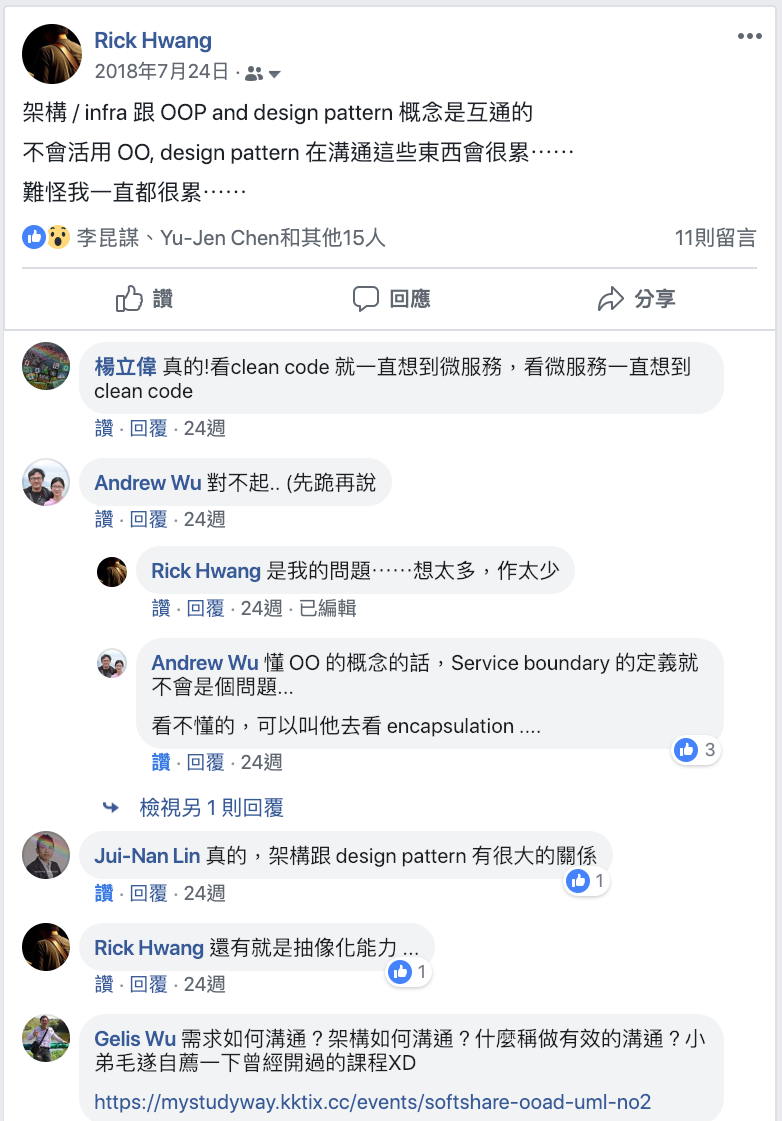 Rick Hwang
2018年7月24日 ·
架構 / infra 跟 OOP and design pattern 概念是互通的
不會活用 OO, design pattern 在溝通這些東西會很累⋯⋯
難怪我一直都很累⋯⋯
李昆謀、Yu-Jen Chen和其他15人 11則留言
讚 回應 分享
楊立偉 真的!看clean code 就一直想到微服務，看微服務一直想到
clean code
讚 · 回覆 · 24週
Andrew Wu 對不起.. (先跪再說
讚 · 回覆 · 24週
Rick Hwang 是我的問題⋯⋯想太多，作太少
讚 · 回覆 · 24週 · 已編輯
Andrew Wu 懂 OO 的概念的話，Service boundary 的定義就
不會是個問題...
看不懂的，可以叫他去看 encapsulation ....
3
讚 · 回覆 · 24週
檢視另 1 則回覆
Jui-Nan Lin 真的，架構跟 design pattern 有很大的關係
1
讚 · 回覆 · 24週
Rick Hwang 還有就是抽像化能力 ...
1
讚 · 回覆 · 24週
Gelis Wu 需求如何溝通？架構如何溝通？什麼稱做有效的溝通？小
弟毛遂自薦一下曾經開過的課程XD
https://mystudyway.kktix.cc/events/softshare-ooad-uml-no2